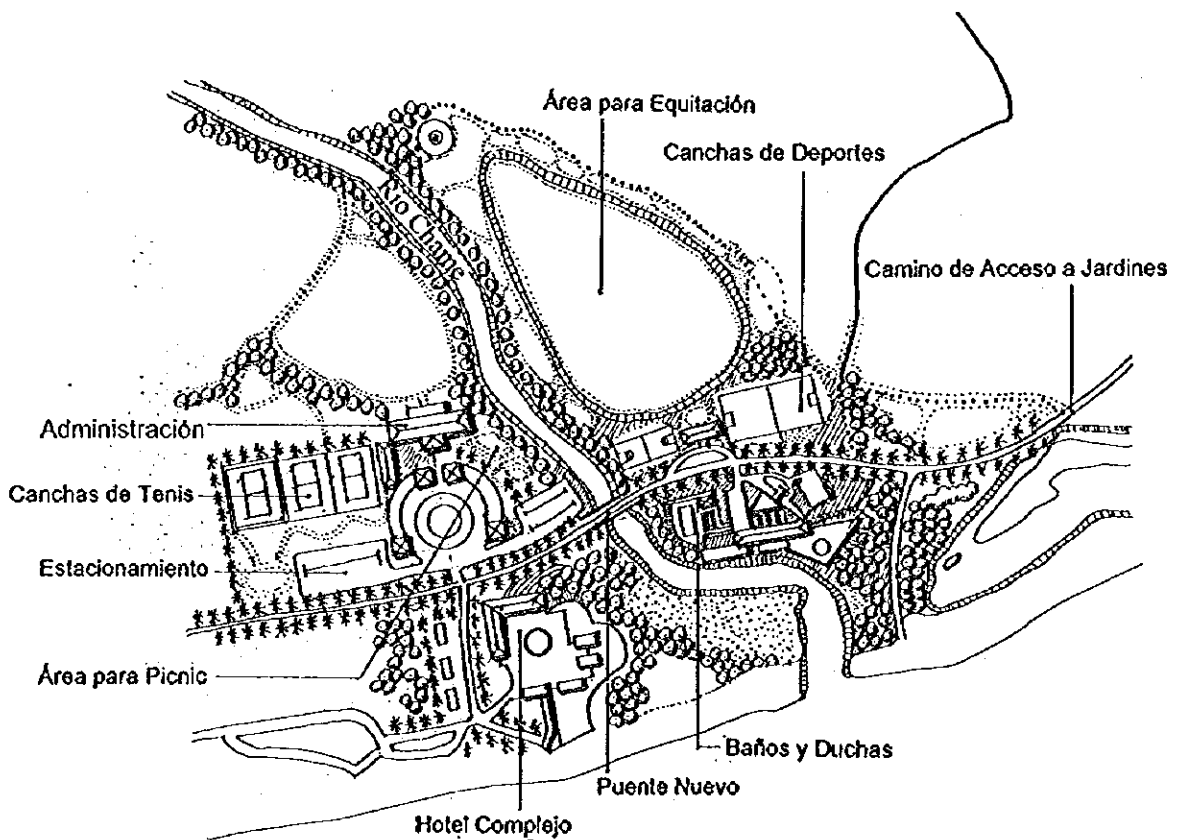 Área para Equitación
Canchas de Deportes
Río Chame
Camino de Acceso a Jardines
Administración
Canchas de Tenis
Estacionamiento
Área para Picnic
Baños y Duchas
Puente Nuevo
Hotel Complejo